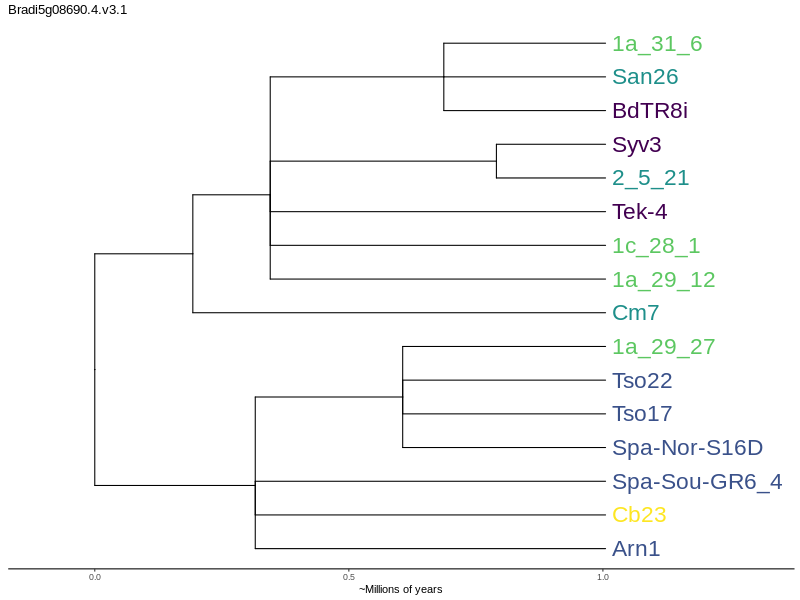 Bradi5g08690.4.v3.1
1a_31_6
San26
BdTR8i
Syv3
2_5_21
Tek-4
1c_28_1
1a_29_12
Cm7
1a_29_27
Tso22
Tso17
Spa-Nor-S16D
Spa-Sou-GR6_4
Cb23
Arn1
0.0 0.5 1.0
~Millions of years